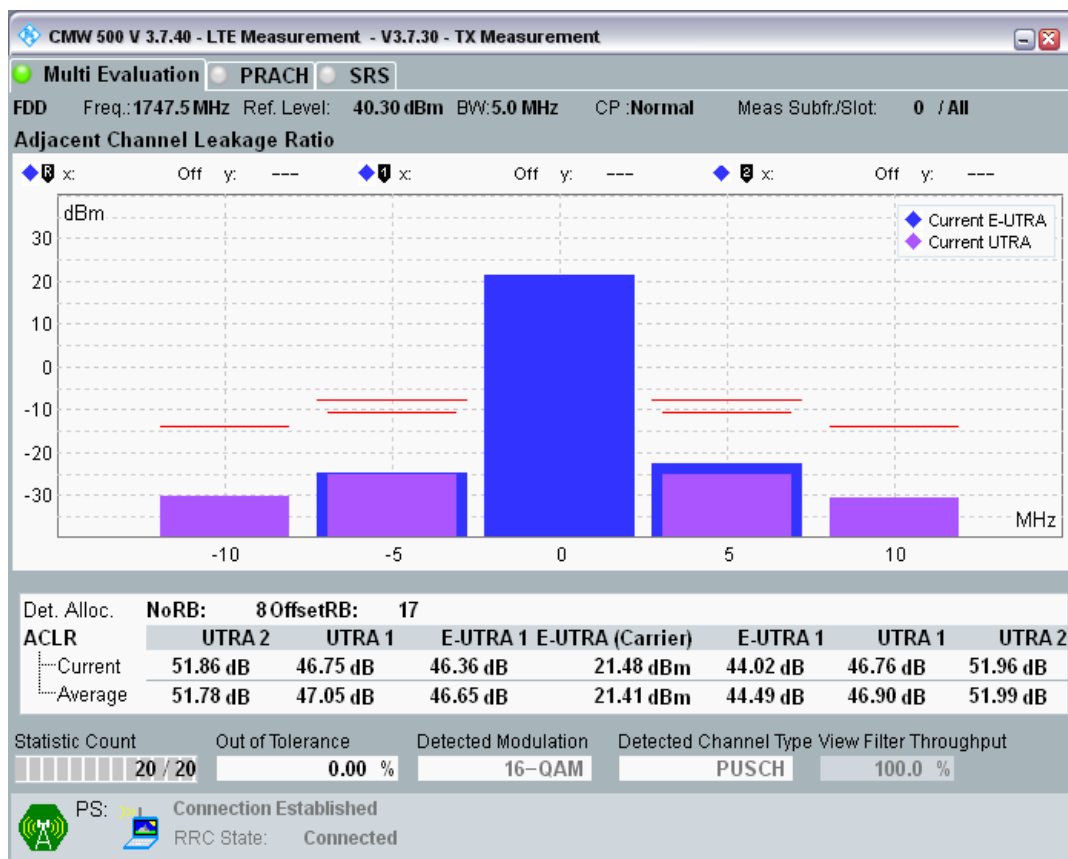 CMW 500 V 3.7.40 - LTE Measurement - V3.7.30 - TX Measurement
Multi Evaluation PRACH SRS
FDD Freq.: 1747.5 MHz Ref. Level: 40.30 dBm BW: 5.0 MHz CP :Normal Meas Subfr./Slot: 0 / All
Adjacent Channel Leakage Ratio
R x: Off y: --- 1 x: Off y: --- 2 x: Off y: ---
dBm
Current E-UTRA
Current UTRA
30
20
10
0
-10
-20
-30
MHz
-10 -5 0 5 10
Det. Alloc. NoRB: 8 OffsetRB: 17
ACLR UTRA 2 UTRA 1 E-UTRA 1 E-UTRA (Carrier) E-UTRA 1 UTRA 1 UTRA 2
Current 51.86 dB 46.75 dB 46.36 dB 21.48 dBm 44.02 dB 46.76 dB 51.96 dB
Average 51.78 dB 47.05 dB 46.65 dB 21.41 dBm 44.49 dB 46.90 dB 51.99 dB
Statistic Count Out of Tolerance Detected Modulation Detected Channel Type View Filter Throughput
20 / 20 0.00 % 16-QAM PUSCH 100.0 %
PS: Connection Established
RRC State: Connected